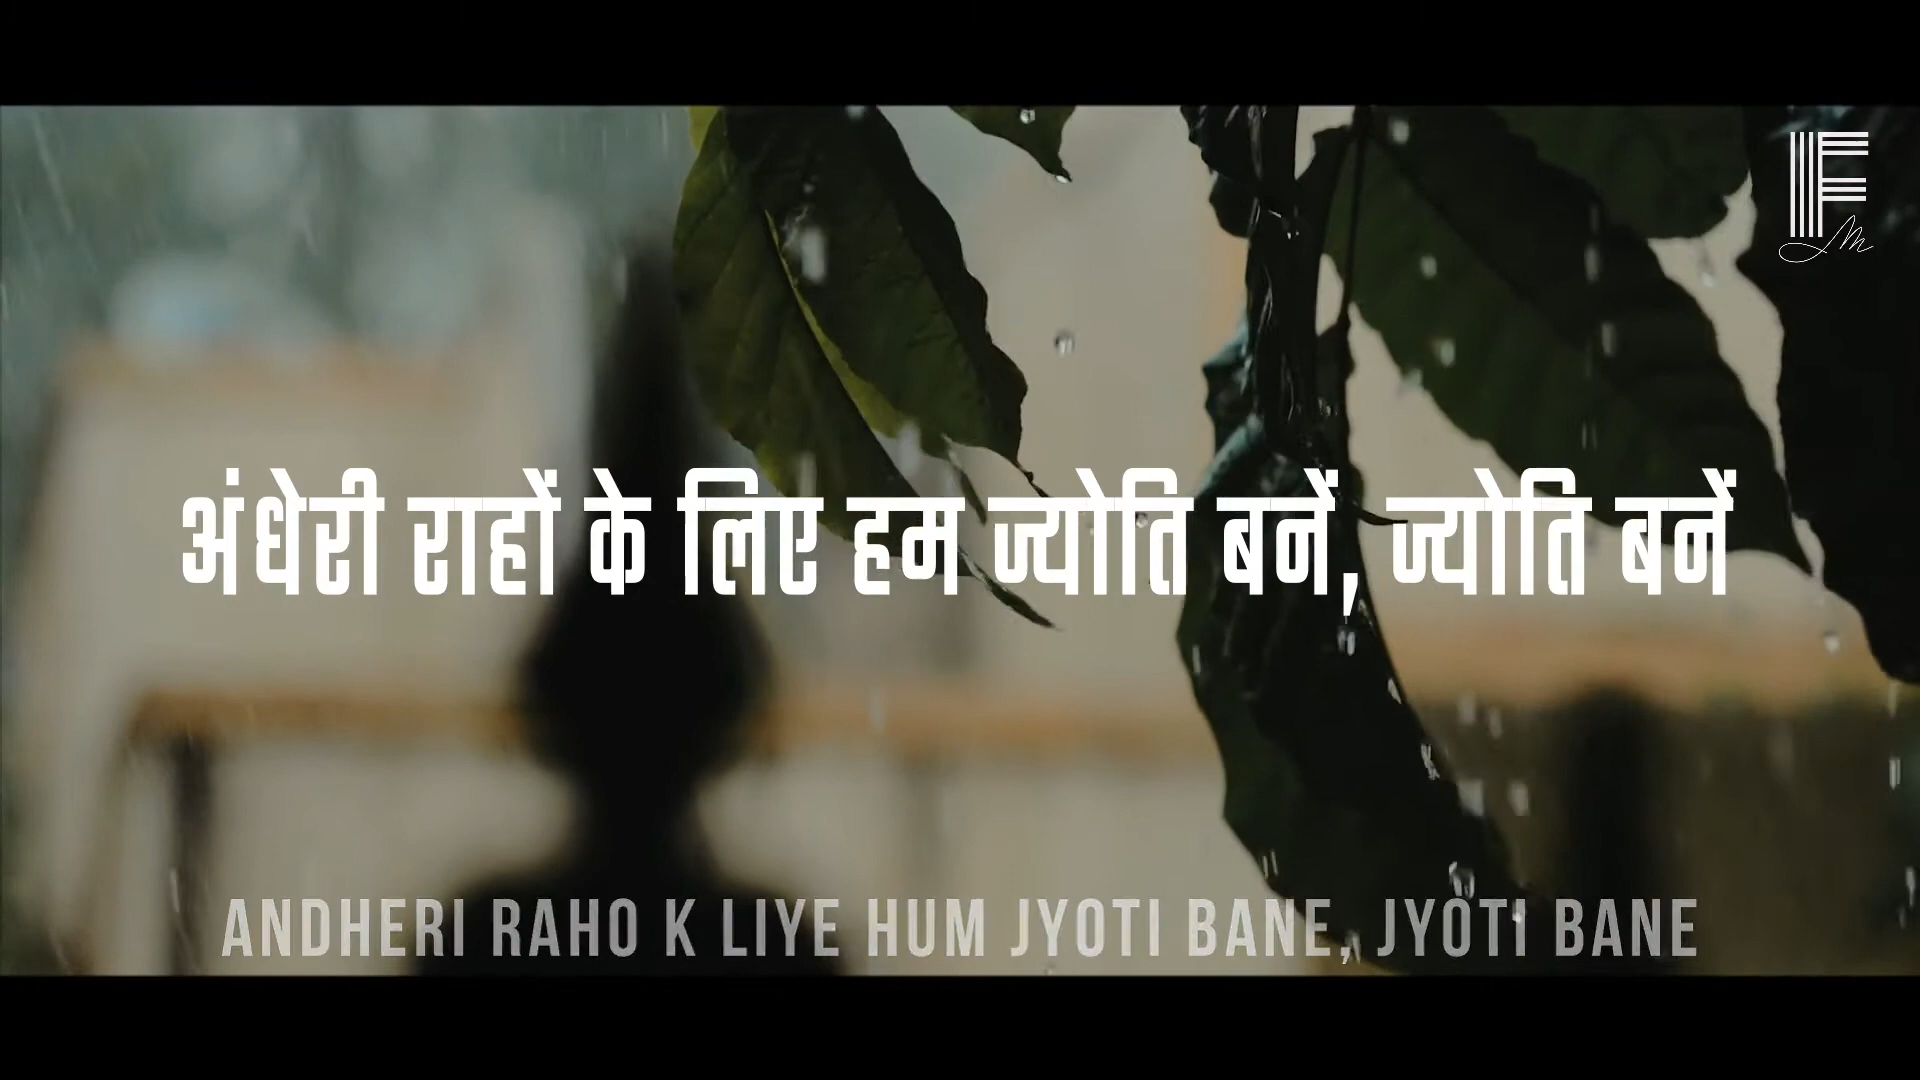 अंधेरी राहों के लिए हम ज्योति बनें, ज्योति बनें
ANDHERI RAHO K LIYE HUM JYOTI BANE, JYOTI BANE